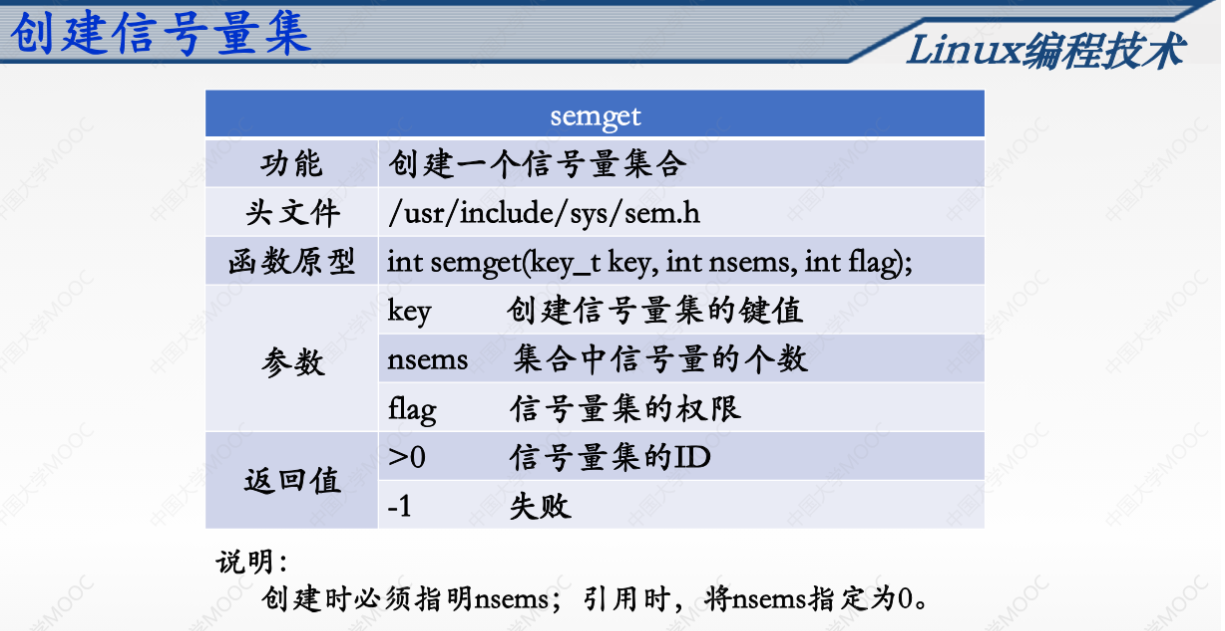 创建信号量集
Linux编程技术
semget
功能 创建一个信号量集合
头文件 /usr/include/sys/sem.h
函数原型 int semget(key_t key, int nsems, int flag);
参数
key 创建信号量集的键值
nsems 集合中信号量的个数
flag 信号量集的权限
返回值
>0 信号量集的ID
-1 失败
说明：
创建时必须指明nsems；引用时，将nsems指定为0。
中国大学MOOC